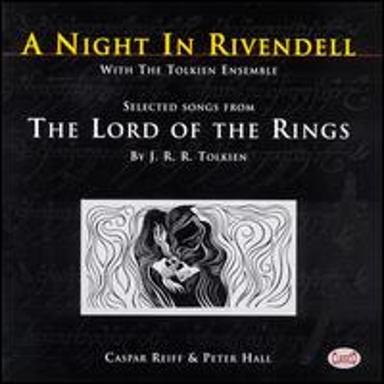 A NIGHT IN RIVENDELL
WITH THE TOLKIEN ENSEMBLE
SELECTED SONGS FROM
THE LORD OF THE RINGS
BY J. R. R. TOLKIEN
CASPAR REIFF & PETER HALL
CLASSICO